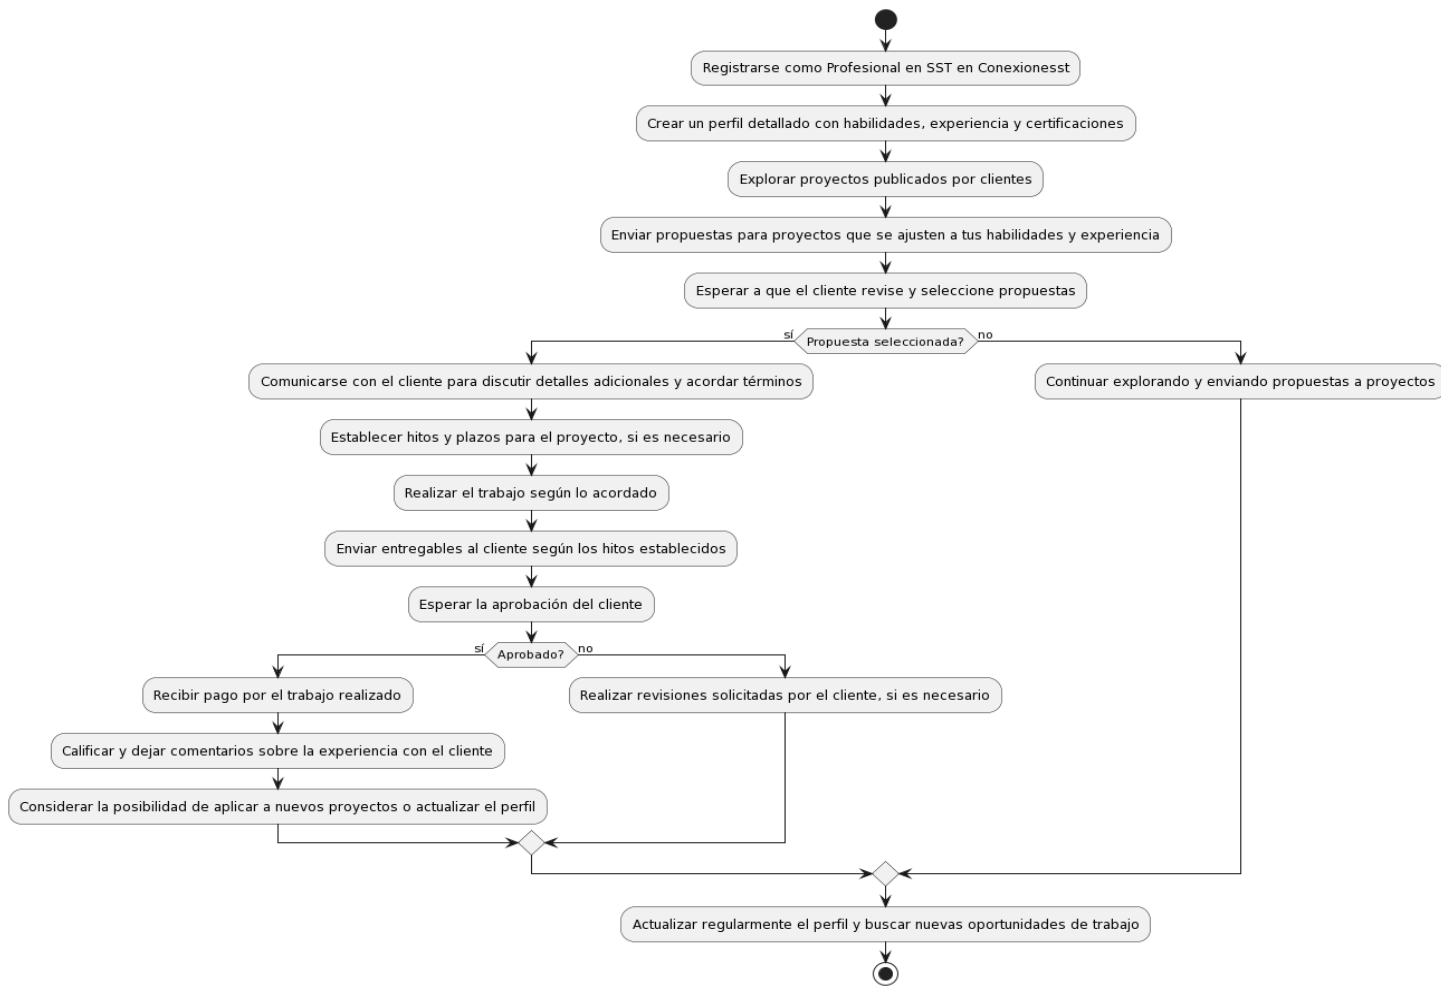 Registrarse como Profesional en SST en Conexionesst
Crear un perfil detallado con habilidades, experiencia y certificaciones
Explorar proyectos publicados por clientes
Enviar propuestas para proyectos que se ajusten a tus habilidades y experiencia
Esperar a que el cliente revise y seleccione propuestas
sí
Propuesta seleccionada?
no
Comunicarse con el cliente para discutir detalles adicionales y acordar términos
Continuar explorando y enviando propuestas a proyectos
Establecer hitos y plazos para el proyecto, si es necesario
Realizar el trabajo según lo acordado
Enviar entregables al cliente según los hitos establecidos
Esperar la aprobación del cliente
sí
Aprobado?
no
Recibir pago por el trabajo realizado
Realizar revisiones solicitadas por el cliente, si es necesario
Calificar y dejar comentarios sobre la experiencia con el cliente
Considerar la posibilidad de aplicar a nuevos proyectos o actualizar el perfil
Actualizar regularmente el perfil y buscar nuevas oportunidades de trabajo